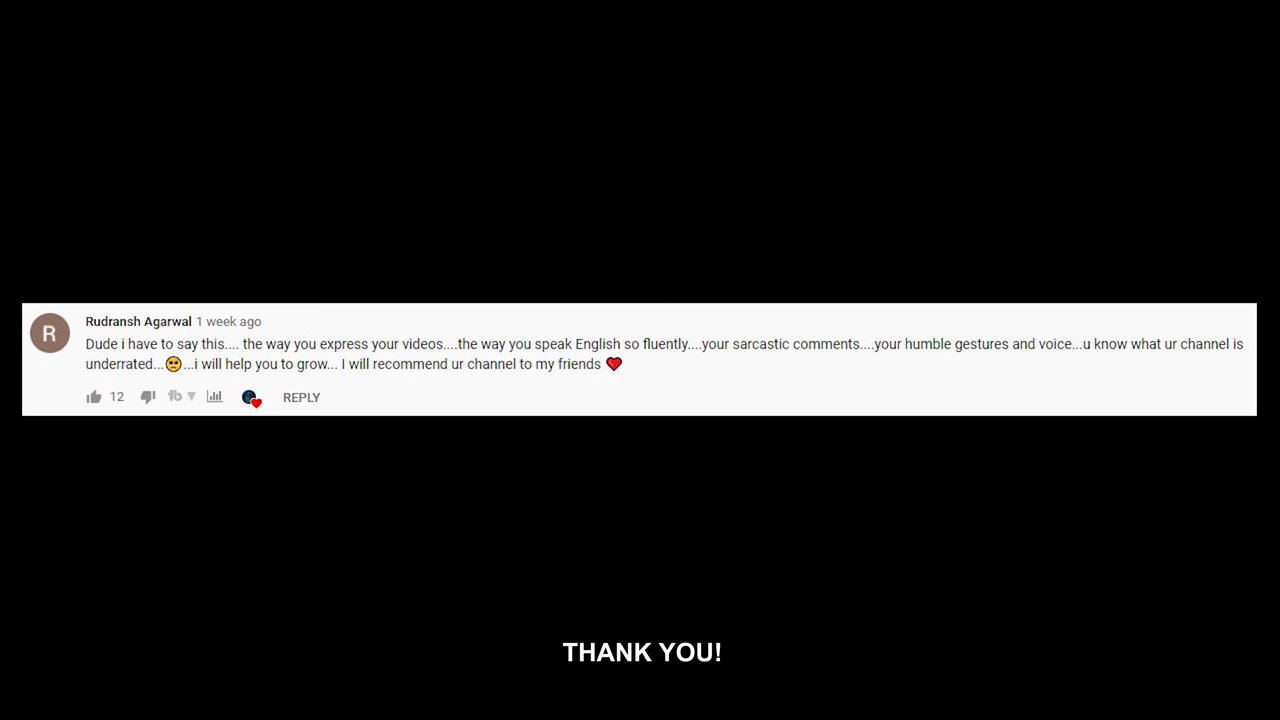 R
Rudransh Agarwal 1 week ago
Dude i have to say this.... the way you express your videos....the way you speak English so fluently....your sarcastic comments....your humble gestures and voice...u know what ur channel is
underrated...🥺...i will help you to grow... I will recommend ur channel to my friends ❤️
12 tb REPLY
THANK YOU!